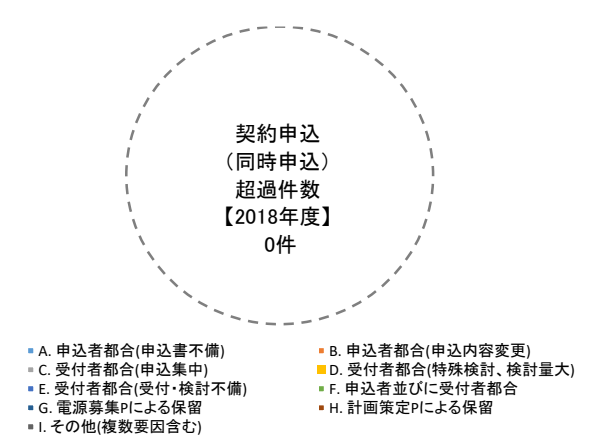 契約申込
（同時申込）
超過件数
【2018年度】
0件
A. 申込者都合(申込書不備)
B. 申込者都合(申込内容変更)
C. 受付者都合(申込集中)
D. 受付者都合(特殊検討、検討量大)
E. 受付者都合(受付・検討不備)
F. 申込者並びに受付者都合
G. 電源募集Pによる保留
H. 計画策定Pによる保留
I. その他(複数要因含む)